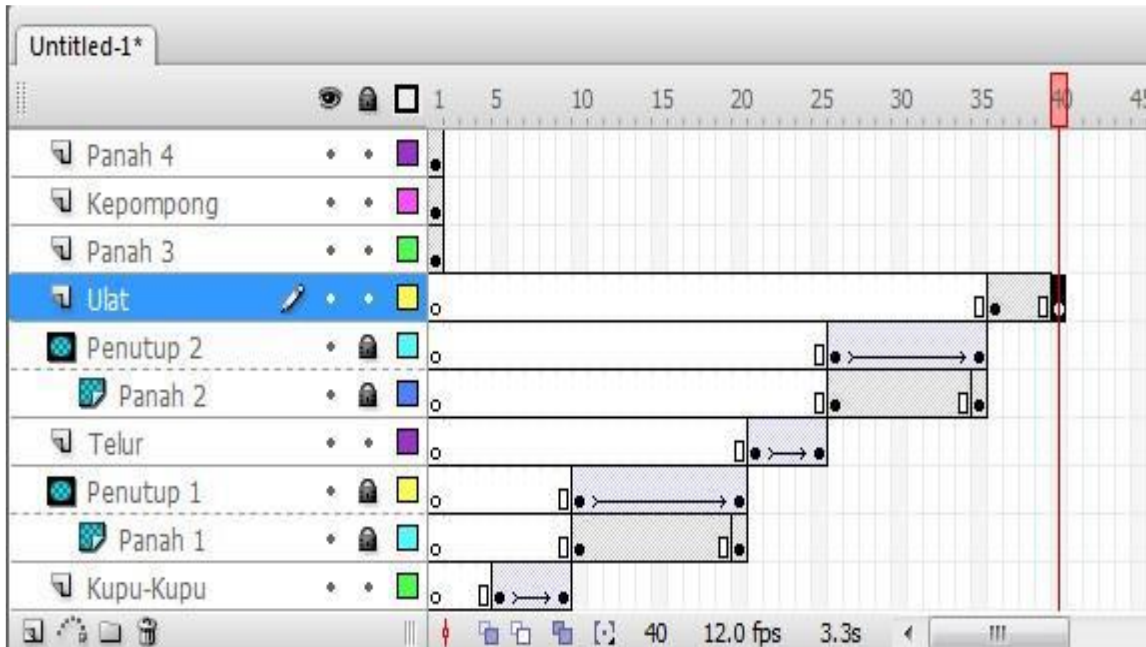 Untitled-1*
1 5 10 15 20 25 30 35 40 45
Panah 4
Kepompong
Panah 3
Ulat
Penutup 2
Panah 2
Telur
Penutup 1
Panah 1
Kupu-Kupu
40 12.0 fps 3.3s